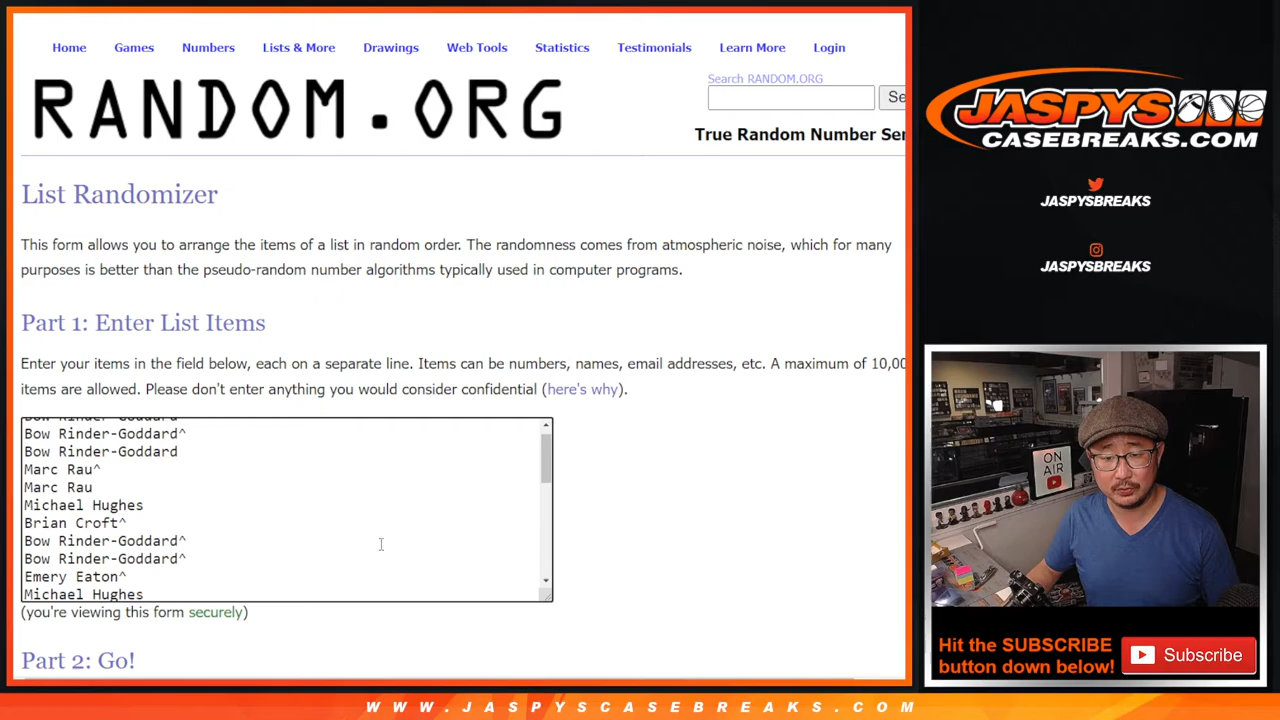 Home Games Numbers Lists & More Drawings Web Tools Statistics Testimonials Learn More Login
RANDOM.ORG
Search RANDOM.ORG
Se
True Random Number Ser
List Randomizer
This form allows you to arrange the items of a list in random order. The randomness comes from atmospheric noise, which for many
purposes is better than the pseudo-random number algorithms typically used in computer programs.
Part 1: Enter List Items
Enter your items in the field below, each on a separate line. Items can be numbers, names, email addresses, etc. A maximum of 10,00
items are allowed. Please don't enter anything you would consider confidential (here's why).
Bow Rinder-Goddard
Bow Rinder-Goddard^
Bow Rinder-Goddard
Marc Rau^
Marc Rau
Michael Hughes
Brian Croft^
Bow Rinder-Goddard^
Bow Rinder-Goddard^
Emery Eaton^
Michael Hughes
(you're viewing this form securely)
Part 2: Go!
JASPYS
CASEBREAKS.COM
JASPYSBREAKS
JASPYSBREAKS
ON
AIR
Hit the SUBSCRIBE
button down below!
Subscribe
WWW.JASPYSCASEBREAKS.COM